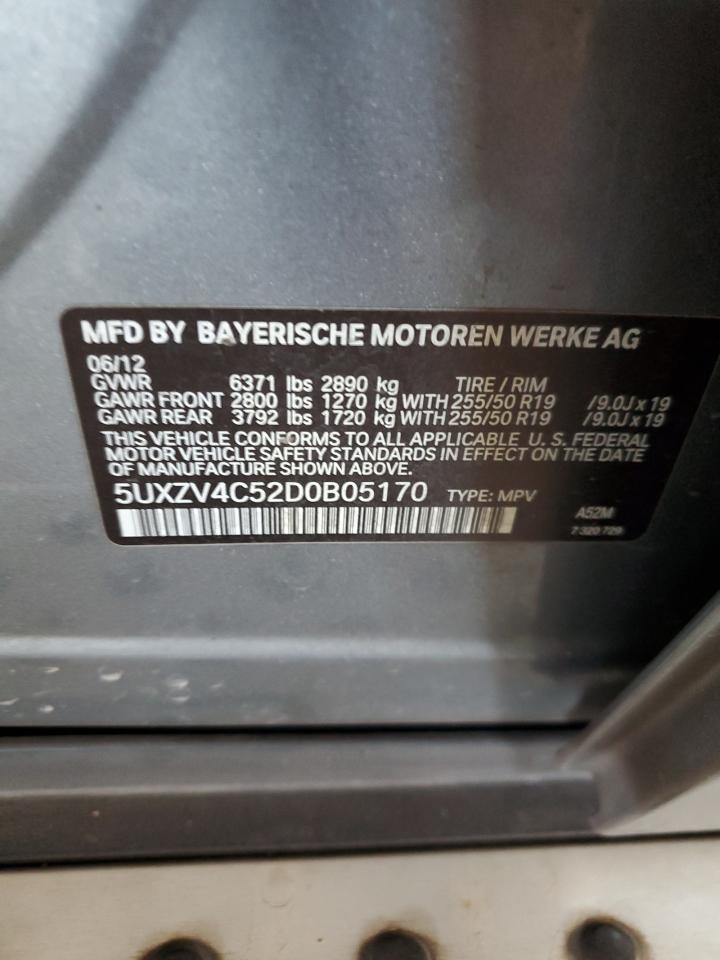 MFD BY BAYERISCHE MOTOREN WERKE AG
06/12
GVWR 6371 lbs 2890 kg TIRE / RIM
GAWR FRONT 2800 lbs 1270 kg WITH 255/50 R19 /9.0J x 19
GAWR REAR 3792 lbs 1720 kg WITH 255/50 R19 /9.0J x 19
THIS VEHICLE CONFORMS TO ALL APPLICABLE U. S. FEDERAL
MOTOR VEHICLE SAFETY STANDARDS IN EFFECT ON THE DATE
OF MANUFACTURE SHOWN ABOVE.
5UXZV4C52D0B05170 TYPE: MPV
A52M
7 320 729